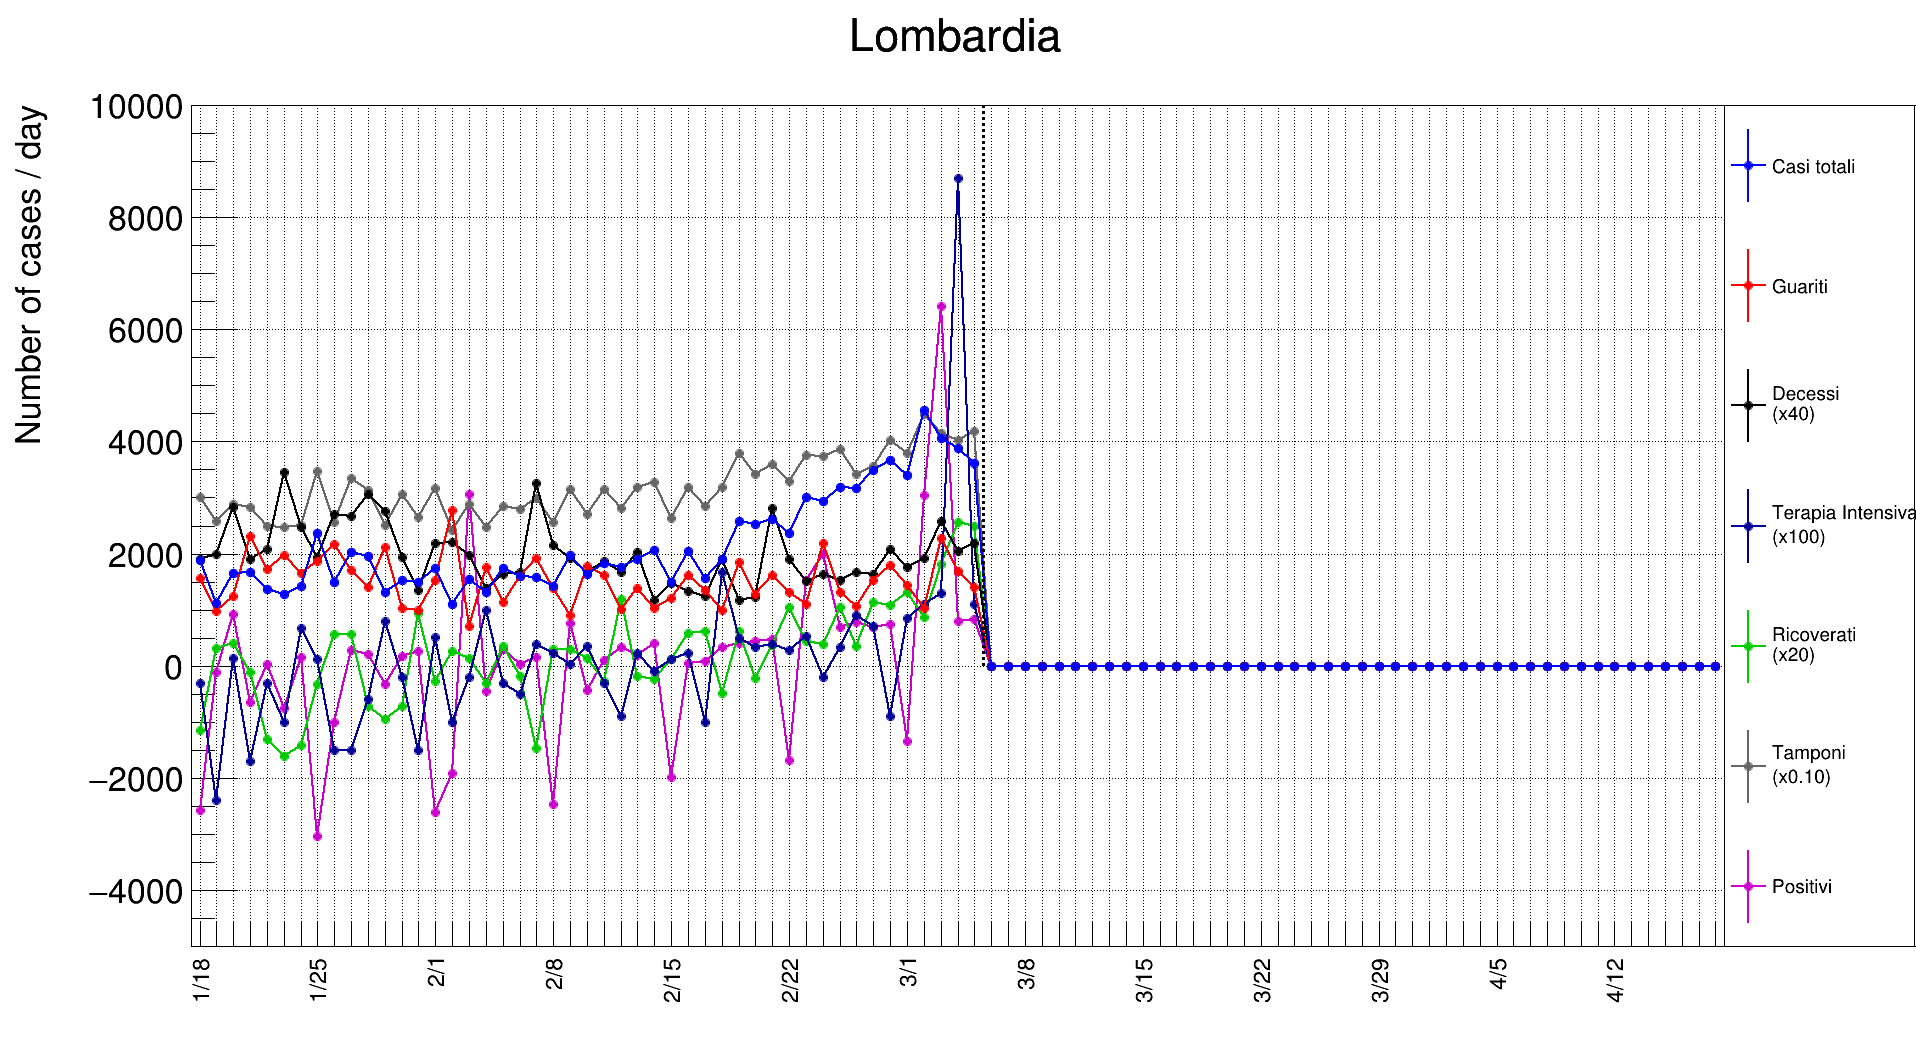 Lombardia
Number of cases / day
10000
8000
6000
4000
2000
0
−2000
−4000
1/18
1/25
2/1
2/8
2/15
2/22
3/1
3/8
3/15
3/22
3/29
4/5
4/12
Casi totali
Guariti
Decessi
(x40)
Terapia Intensiva
(x100)
Ricoverati
(x20)
Tamponi
(x0.10)
Positivi